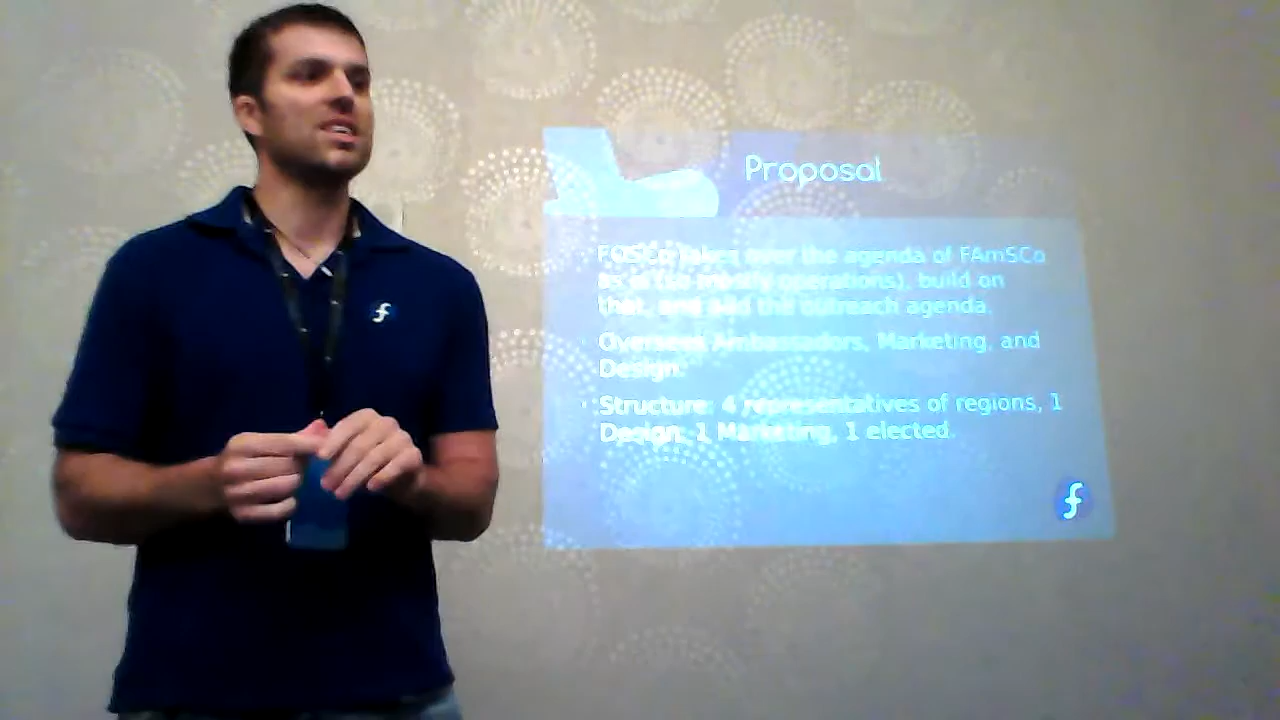 Proposal
FOSCo takes over the agenda of FAmSCo
as is (so mostly operations), build on
that, and add the outreach agenda.
Oversees Ambassadors, Marketing, and
Design.
Structure: 4 representatives of regions, 1
Design, 1 Marketing, 1 elected.